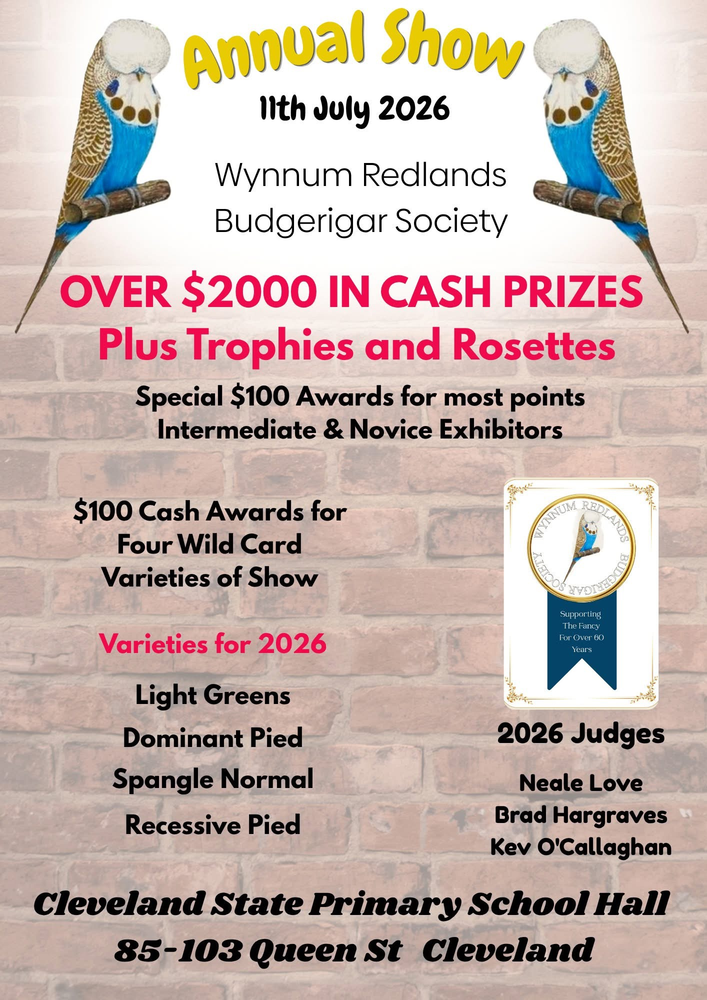 Annual Show
11th July 2026
Wynnum Redlands
Budgerigar Society
OVER $2000 IN CASH PRIZES
Plus Trophies and Rosettes
Special $100 Awards for most points
Intermediate & Novice Exhibitors
$100 Cash Awards for
Four Wild Card
Varieties of Show
Varieties for 2026
Light Greens
Dominant Pied
Spangle Normal
Recessive Pied
WYNNUM REDLANDS BUDGERIGAR SOCIETY
Supporting
The Fancy
For Over 60
Years
2026 Judges
Neale Love
Brad Hargraves
Kev O'Callaghan
Cleveland State Primary School Hall
85-103 Queen St Cleveland